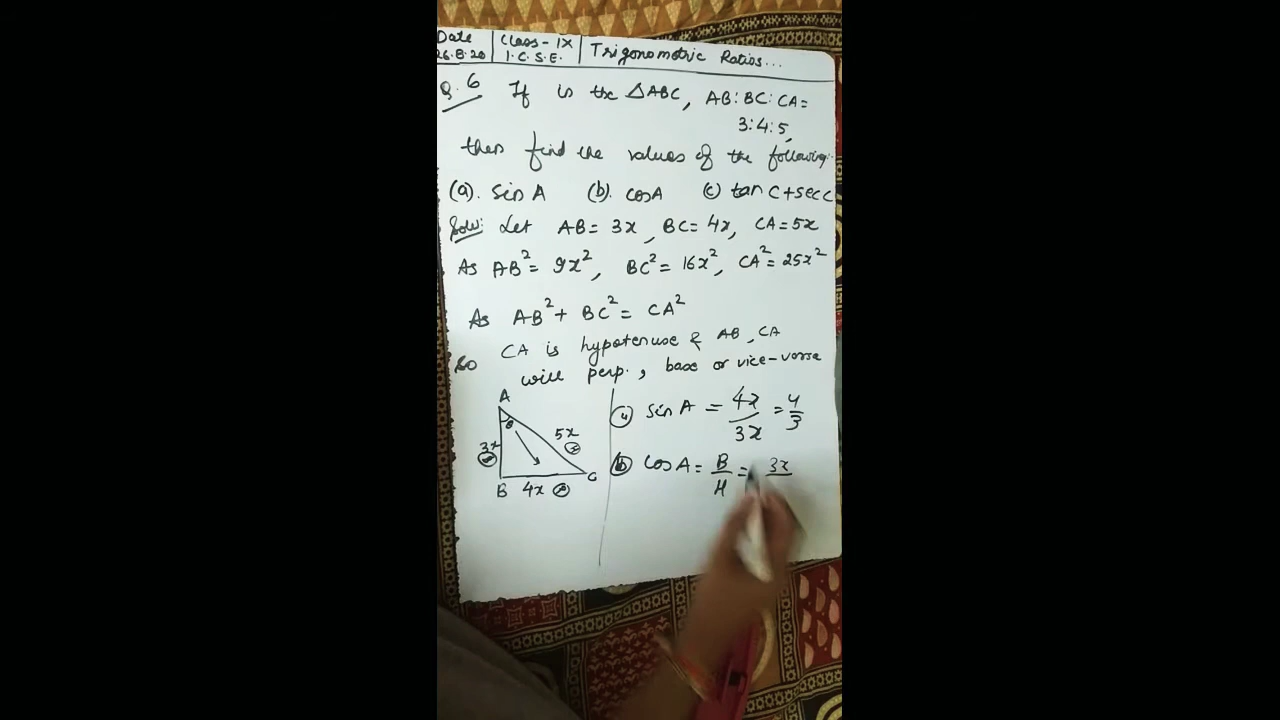 Date
26.8.20
Class - IX
I.C.S.E.
Trigonometric Ratios...
Q.6 If is the ΔABC, AB:BC:CA=
3:4:5,
then find the values of the following:
(a). sin A (b). cosA (c) tan C+sec C
Solu: Let AB= 3x, BC= 4x, CA=5x
As AB²= 9x², BC²= 16x², CA²= 25x²
As AB²+ BC²= CA²
So CA is hypotenuse & AB, CA
will perp., base or vice-versa
A
θ
3x
5x
B 4x C
(a) sin A = 4x/3x = 4/3
(b) cos A = B/H = 3x